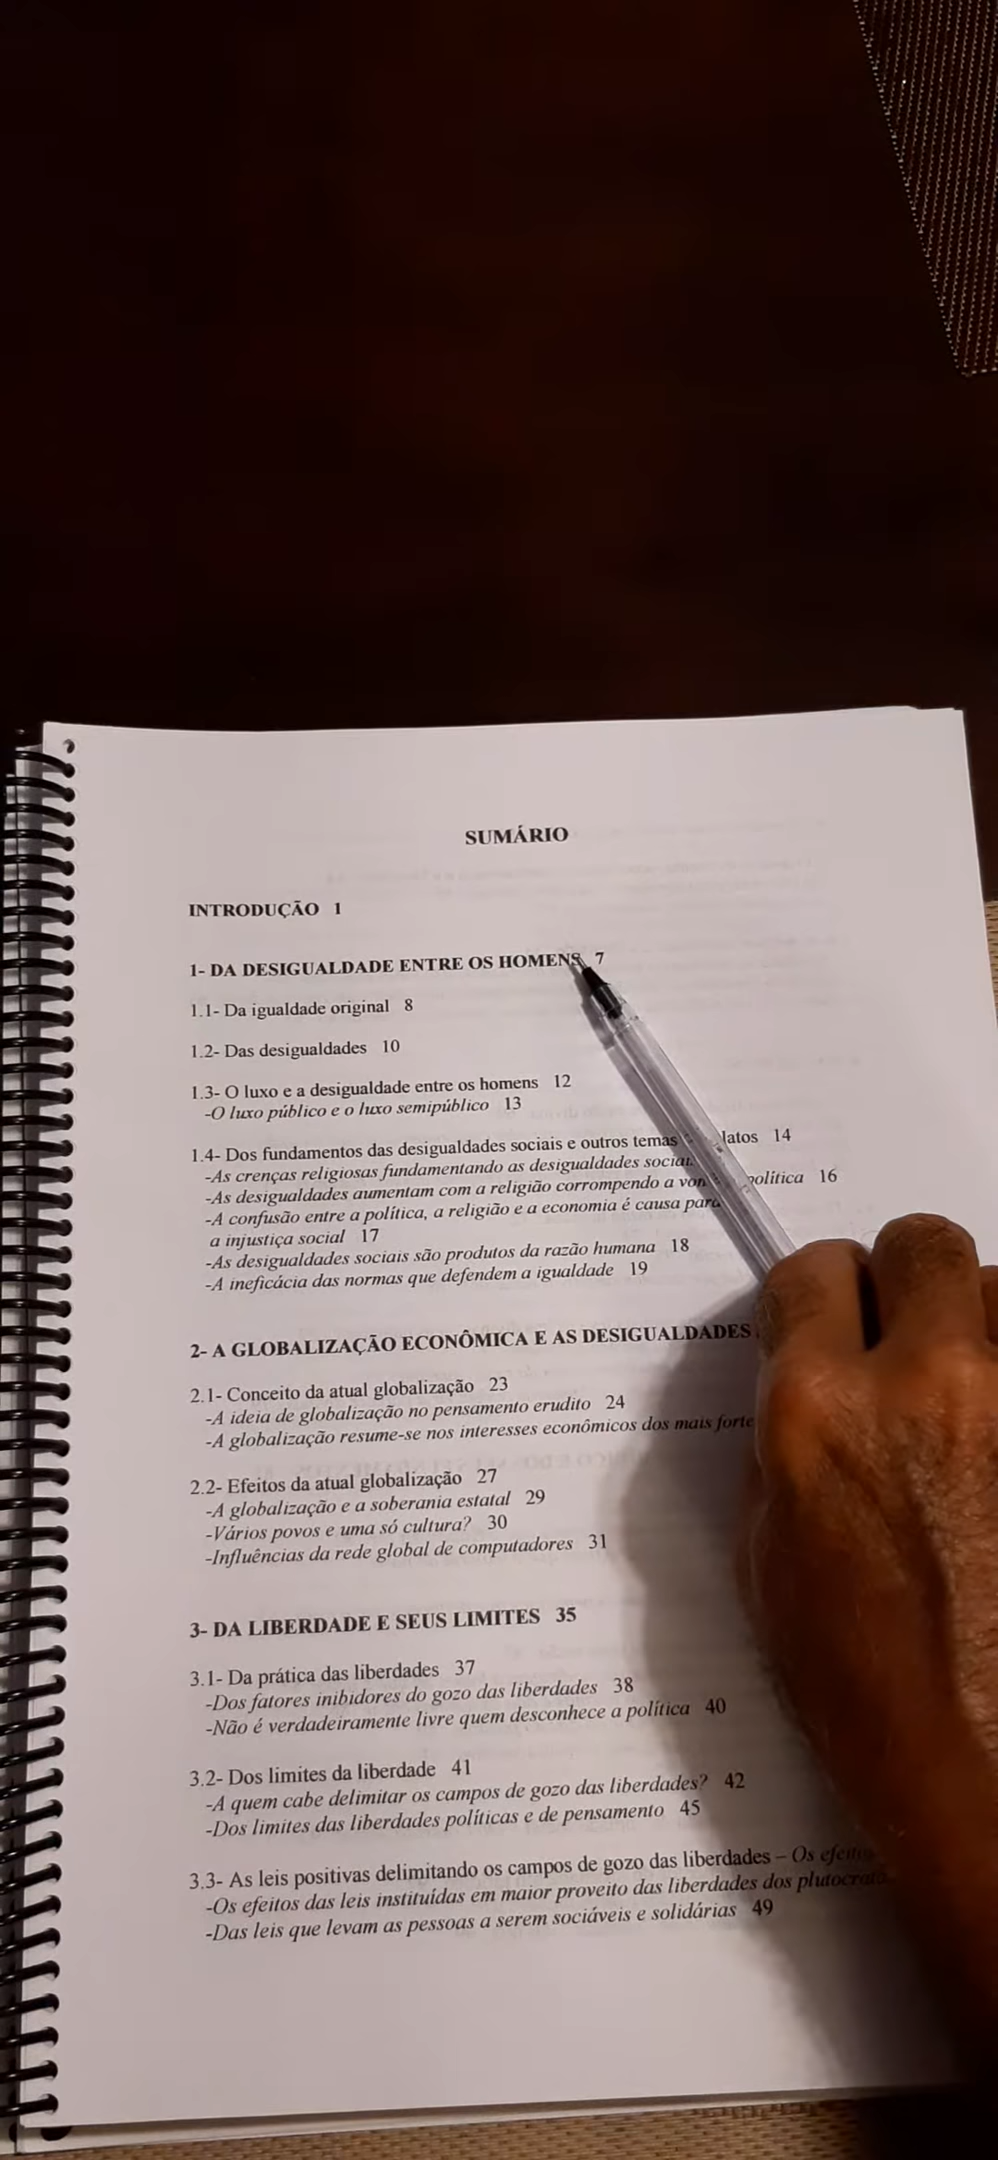 SUMÁRIO
INTRODUÇÃO 1
1- DA DESIGUALDADE ENTRE OS HOMENS 7
1.1- Da igualdade original 8
1.2- Das desigualdades 10
1.3- O luxo e a desigualdade entre os homens 12
-O luxo público e o luxo semipúblico 13
1.4- Dos fundamentos das desigualdades sociais e outros temas latos 14
-As crenças religiosas fundamentando as desigualdades
-As desigualdades aumentam com a religião corrompendo a política 16
-A confusão entre a política, a religião e a economia é causa para
a injustiça social 17
-As desigualdades sociais são produtos da razão humana 18
-A ineficácia das normas que defendem a igualdade 19
2- A GLOBALIZAÇÃO ECONÔMICA E AS DESIGUALDADES
2.1- Conceito da atual globalização 23
-A ideia de globalização no pensamento erudito 24
-A globalização resume-se nos interesses econômicos dos mais forte
2.2- Efeitos da atual globalização 27
-A globalização e a soberania estatal 29
-Vários povos e uma só cultura? 30
-Influências da rede global de computadores 31
3- DA LIBERDADE E SEUS LIMITES 35
3.1- Da prática das liberdades 37
-Dos fatores inibidores do gozo das liberdades 38
-Não é verdadeiramente livre quem desconhece a política 40
3.2- Dos limites da liberdade 41
-A quem cabe delimitar os campos de gozo das liberdades? 42
-Dos limites das liberdades políticas e de pensamento 45
3.3- As leis positivas delimitando os campos de gozo das liberdades – Os
-Os efeitos das leis instituídas em maior proveito das liberdades dos
-Das leis que levam as pessoas a serem sociáveis e solidárias 49